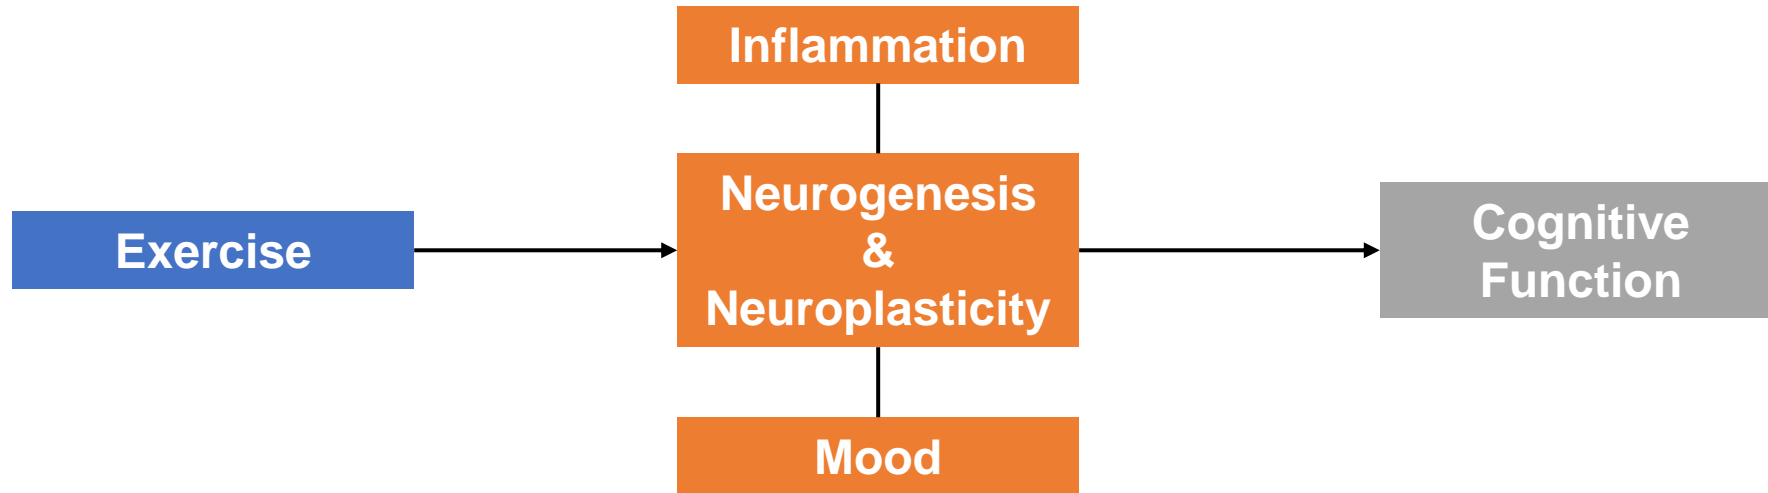 Inflammation
Exercise
Neurogenesis
&
Neuroplasticity
Cognitive
Function
Mood